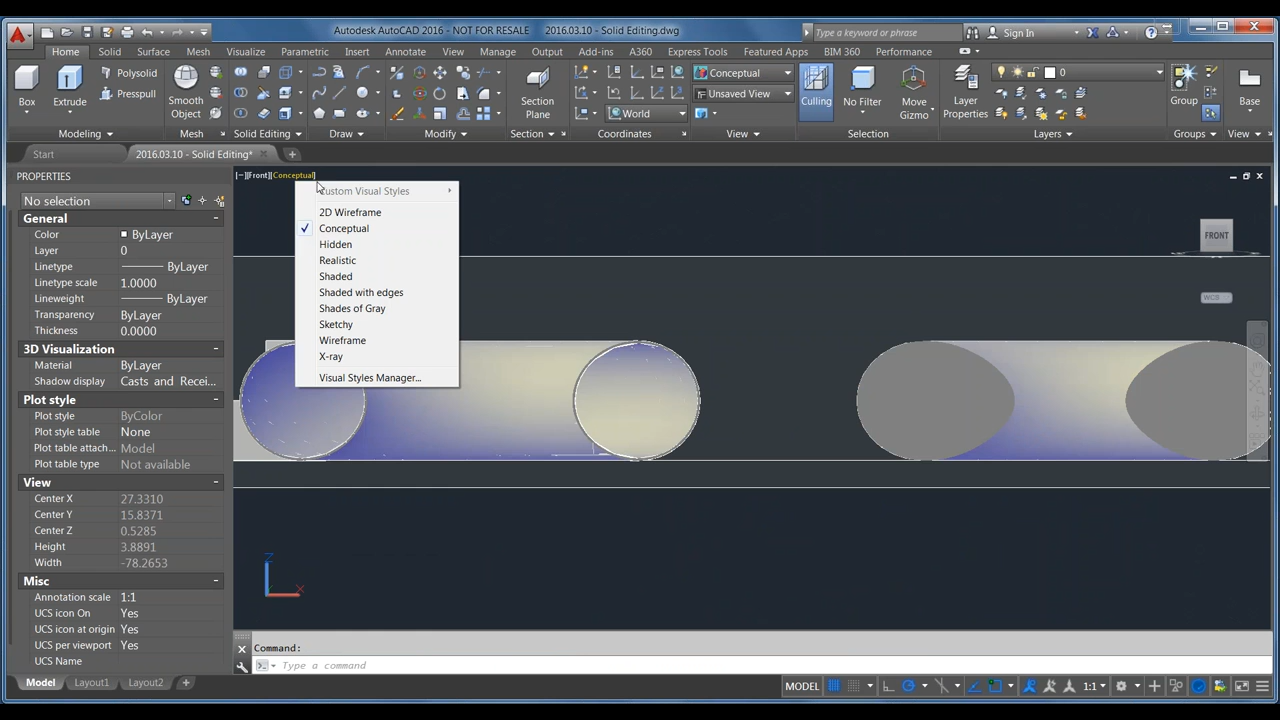 Autodesk AutoCAD 2016 - NOT FOR RESALE 2016.03.10 - Solid Editing.dwg
Type a keyword or phrase
Sign In
Home Solid Surface Mesh Visualize Parametric Insert Annotate View Manage Output Add-ins A360 Express Tools Featured Apps BIM 360 Performance
Box
Extrude
Polysolid
Presspull
Smooth Object
Section Plane
Conceptual
Unsaved View
World
Culling
No Filter
Move Gizmo
Layer Properties
0
Group
Base
Modeling
Mesh
Solid Editing
Draw
Modify
Section
Coordinates
View
Selection
Layers
Groups
View
Start
2016.03.10 - Solid Editing*
PROPERTIES
No selection
General
Color ByLayer
Layer 0
Linetype ByLayer
Linetype scale 1.0000
Lineweight ByLayer
Transparency ByLayer
Thickness 0.0000
3D Visualization
Material ByLayer
Shadow display Casts and Recei...
Plot style
Plot style ByColor
Plot style table None
Plot table attach... Model
Plot table type Not available
View
Center X 27.3310
Center Y 15.8371
Center Z 0.5285
Height 3.8891
Width -78.2653
Misc
Annotation scale 1:1
UCS icon On Yes
UCS icon at origin Yes
UCS per viewport Yes
UCS Name
[−][Front][Conceptual]
Custom Visual Styles
2D Wireframe
Conceptual
Hidden
Realistic
Shaded
Shaded with edges
Shades of Gray
Sketchy
Wireframe
X-ray
Visual Styles Manager...
FRONT
WCS
Z
X
Command:
Type a command
Model Layout1 Layout2
MODEL
1:1